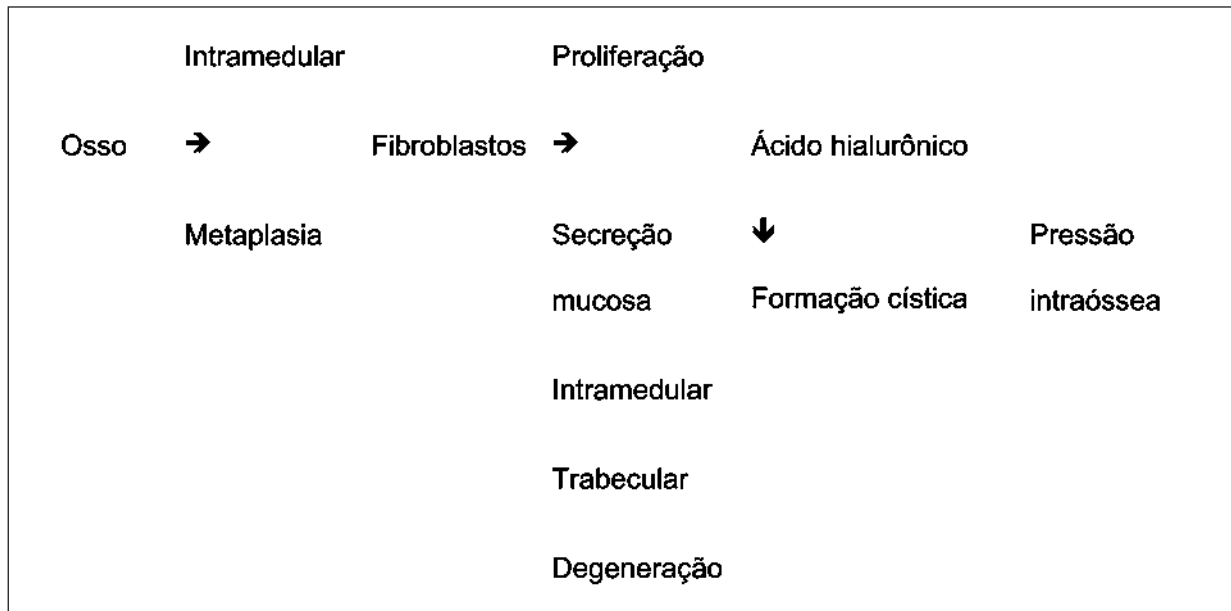 Intramedular Proliferação
Osso → Fibroblastos → Ácido hialurônico
Metaplasia Secreção ↓ Pressão
mucosa Formação cística intraóssea
Intramedular
Trabecular
Degeneração